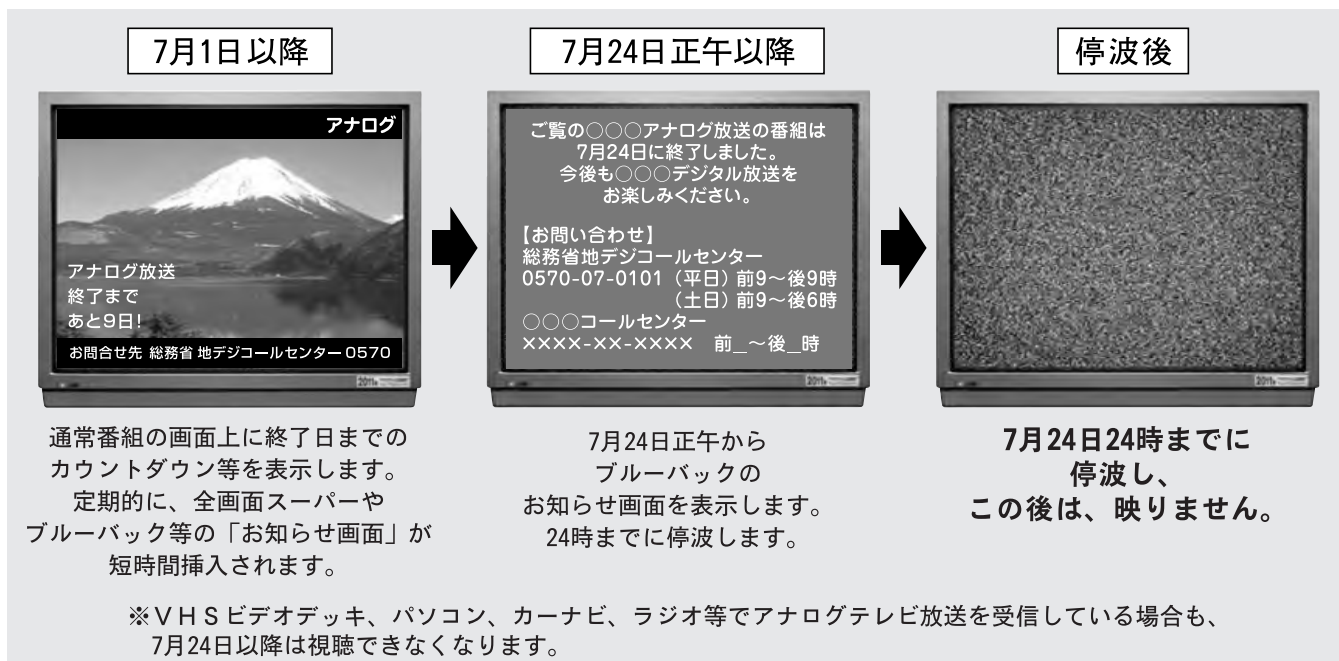 7月1日以降
アナログ
アナログ放送
終了まで
あと9日!
お問合せ先 総務省 地デジコールセンター 0570
通常番組の画面上に終了日までの
カウントダウン等を表示します。
定期的に、全画面スーパーや
ブルーバック等の「お知らせ画面」が
短時間挿入されます。
7月24日正午以降
ご覧の○○○アナログ放送の番組は
7月24日に終了しました。
今後も○○○デジタル放送を
お楽しみください。
【お問い合わせ】
総務省地デジコールセンター
0570-07-0101（平日）前9～後9時
（土日）前9～後6時
○○○コールセンター
××××-××-×××× 前＿～後＿時
7月24日正午から
ブルーバックの
お知らせ画面を表示します。
24時までに停波します。
停波後
7月24日24時までに
停波し、
この後は、映りません。
※ＶＨＳビデオデッキ、パソコン、カーナビ、ラジオ等でアナログテレビ放送を受信している場合も、
7月24日以降は視聴できなくなります。